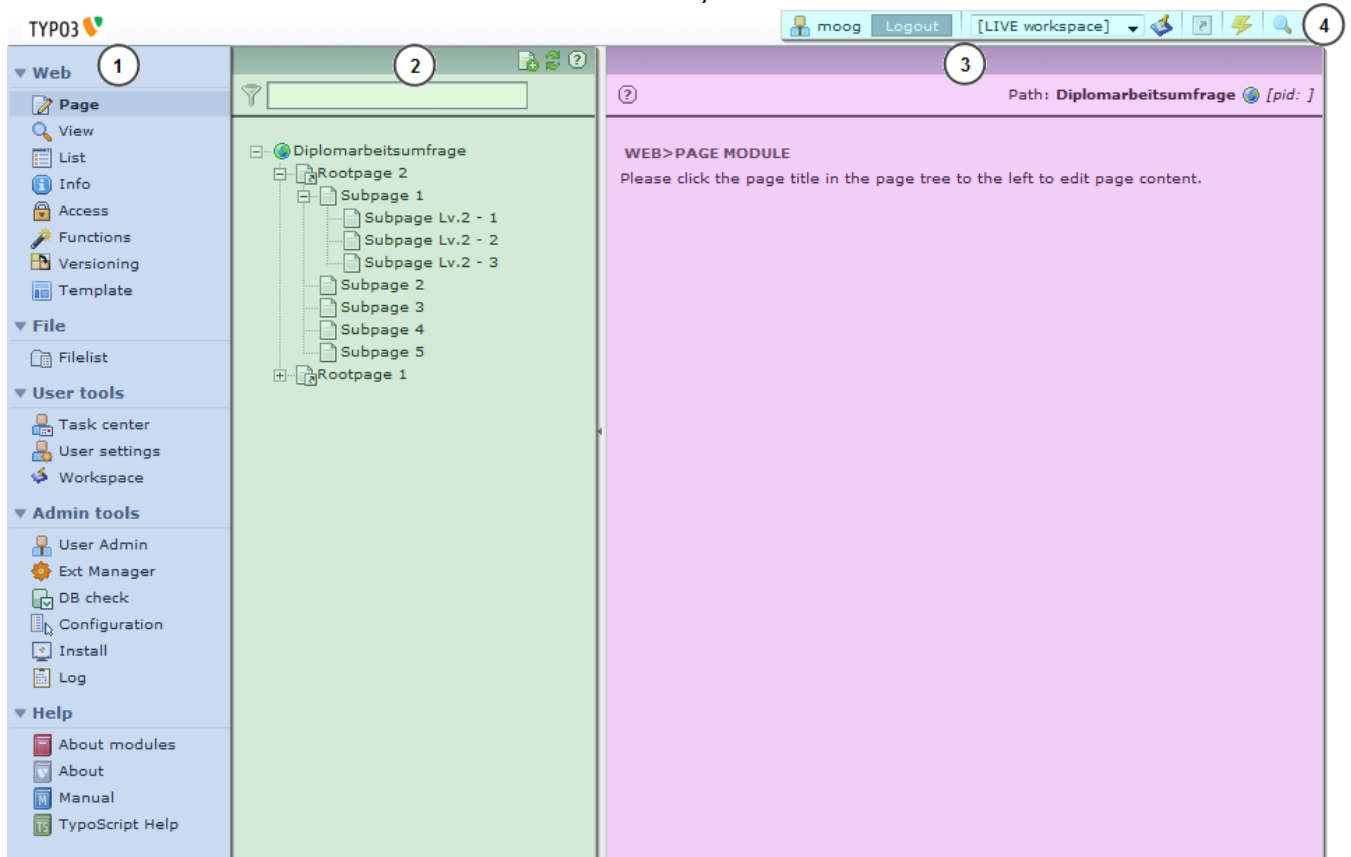 TYPO3
moog Logout [LIVE workspace] 4
1
Web
Page
View
List
Info
Access
Functions
Versioning
Template
File
Filelist
User tools
Task center
User settings
Workspace
Admin tools
User Admin
Ext Manager
DB check
Configuration
Install
Log
Help
About modules
About
Manual
TypoScript Help
2
Diplomarbeitsumfrage
Rootpage 2
Subpage 1
Subpage Lv.2 - 1
Subpage Lv.2 - 2
Subpage Lv.2 - 3
Subpage 2
Subpage 3
Subpage 4
Subpage 5
Rootpage 1
3
Path: Diplomarbeitsumfrage [pid: ]
WEB>PAGE MODULE
Please click the page title in the page tree to the left to edit page content.